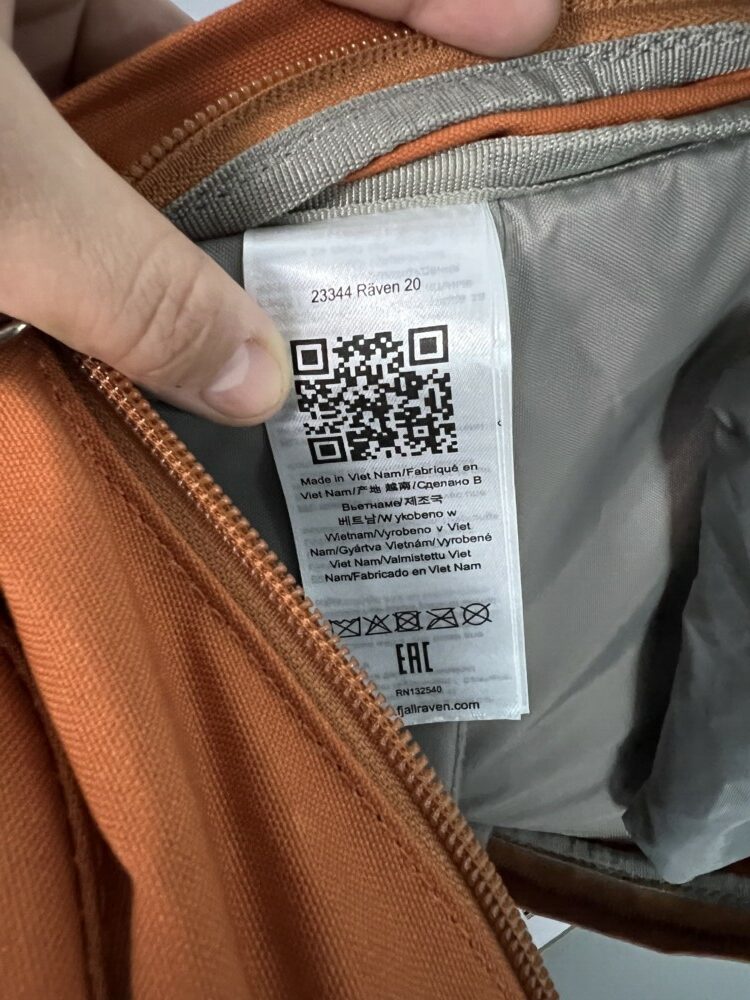 23344 Räven 20
Made in Viet Nam/Fabriqué en
Viet Nam/产地 越南/Сделано В
Вьетнаме/제조국
베트남/Wykobeno w
Wietnam/Vyrobeno v Viet
Nam/Gyártva Vietnám/Vyrobené
Viet Nam/Valmistettu Viet
Nam/Fabricado en Viet Nam
EAC
RN132540
.fjallraven.com